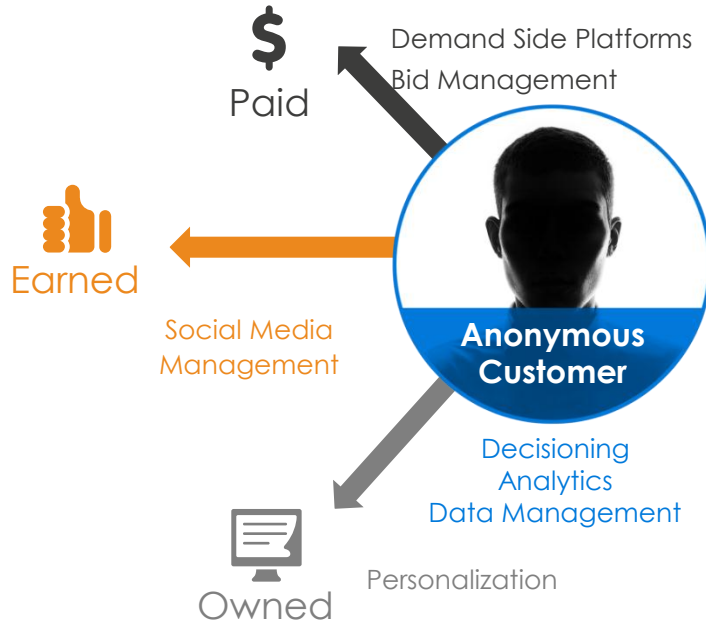 $
Paid
Demand Side Platforms
Bid Management
Earned
Social Media
Management
Anonymous
Customer
Decisioning
Analytics
Data Management
Personalization
Owned